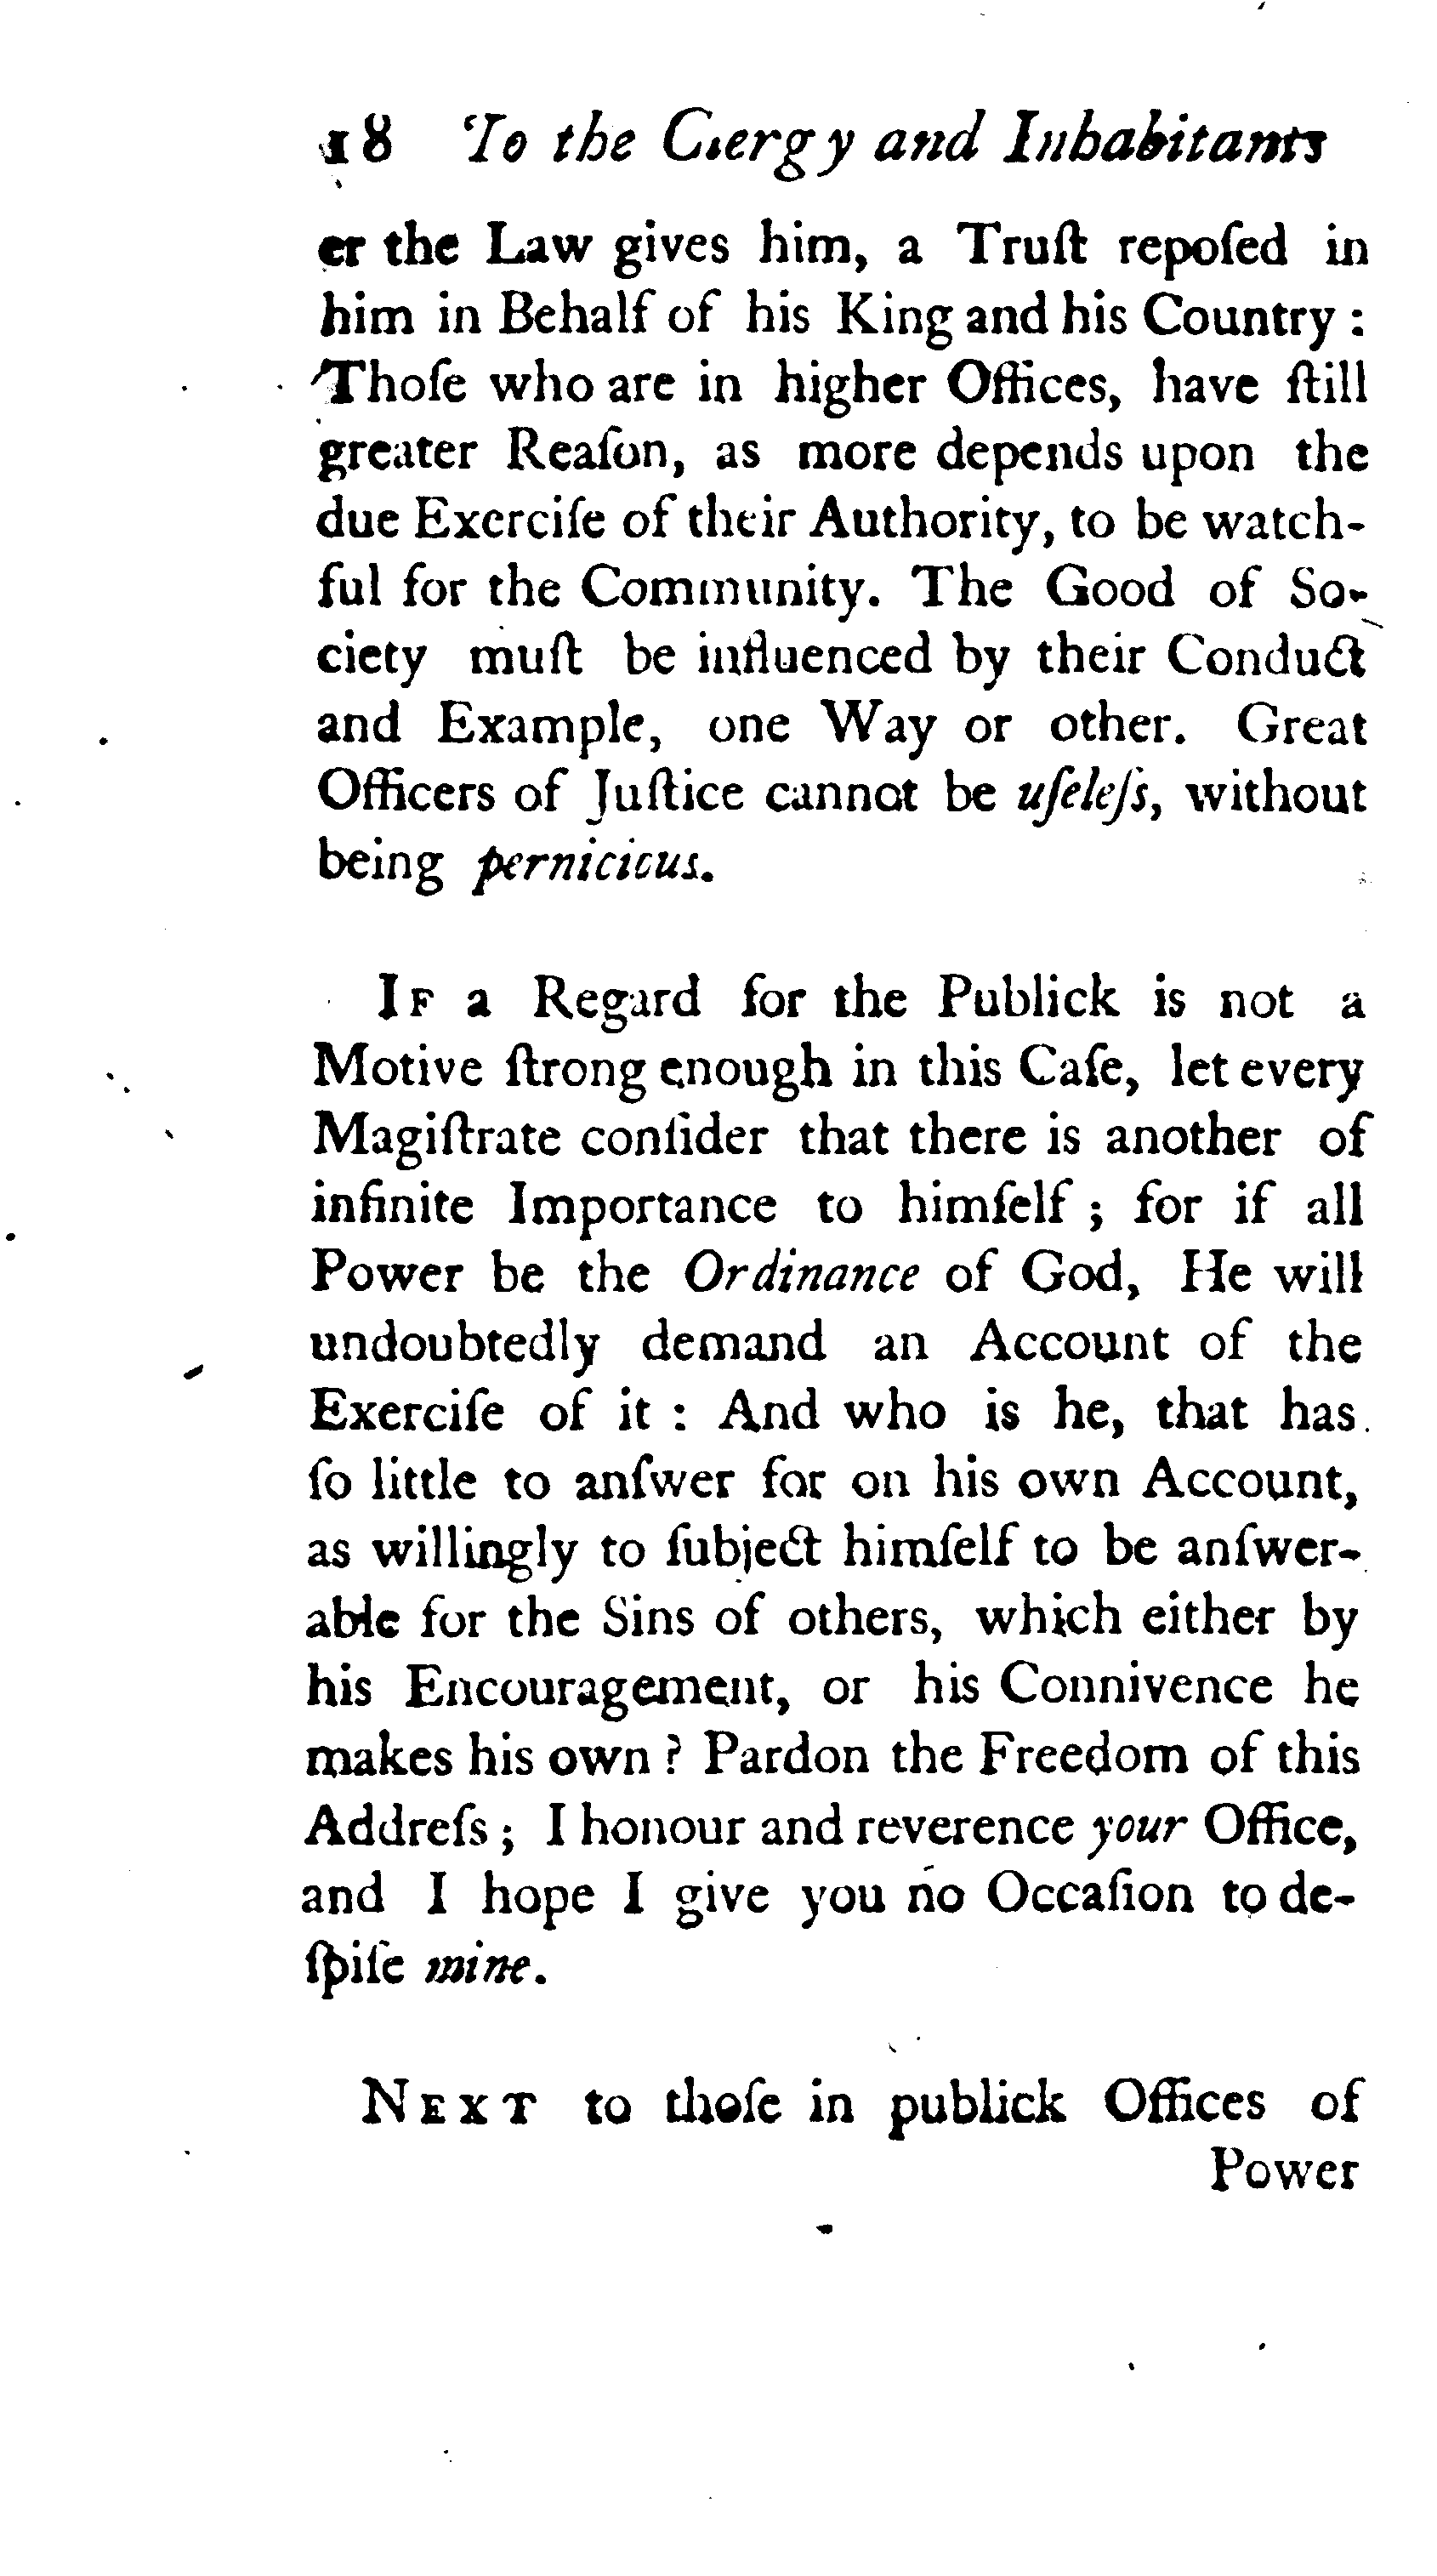 18 To the Clergy and Inhabitants
er the Law gives him, a Truſt repoſed in
him in Behalf of his King and his Country :
Thoſe who are in higher Offices, have ſtill
greater Reaſon, as more depends upon the
due Exerciſe of their Authority, to be watch-
ful for the Community. The Good of So-
ciety muſt be influenced by their Conduct
and Example, one Way or other. Great
Officers of Juſtice cannot be uſeleſs, without
being pernicious.
IF a Regard for the Publick is not a
Motive ſtrong enough in this Caſe, let every
Magiſtrate conſider that there is another of
infinite Importance to himſelf ; for if all
Power be the Ordinance of God, He will
undoubtedly demand an Account of the
Exerciſe of it : And who is he, that has
ſo little to anſwer for on his own Account,
as willingly to ſubject himſelf to be anſwer-
able for the Sins of others, which either by
his Encouragement, or his Connivence he
makes his own ? Pardon the Freedom of this
Addreſs ; I honour and reverence your Office,
and I hope I give you no Occaſion to de-
ſpiſe mine.
NEXT to thoſe in publick Offices of
Power